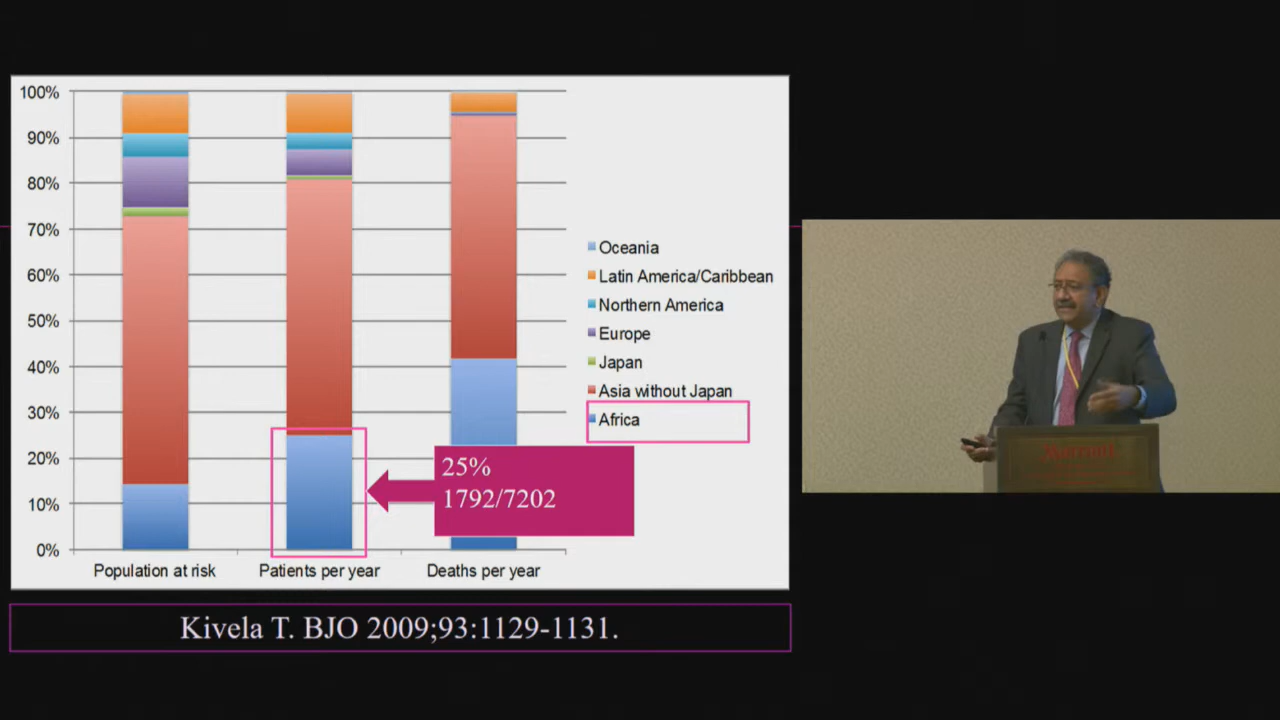 100%
90%
80%
70%
60%
50%
40%
30%
20%
10%
0%
Population at risk
Patients per year
Deaths per year
Oceania
Latin America/Caribbean
Northern America
Europe
Japan
Asia without Japan
Africa
25%
1792/7202
Kivela T. BJO 2009;93:1129-1131.